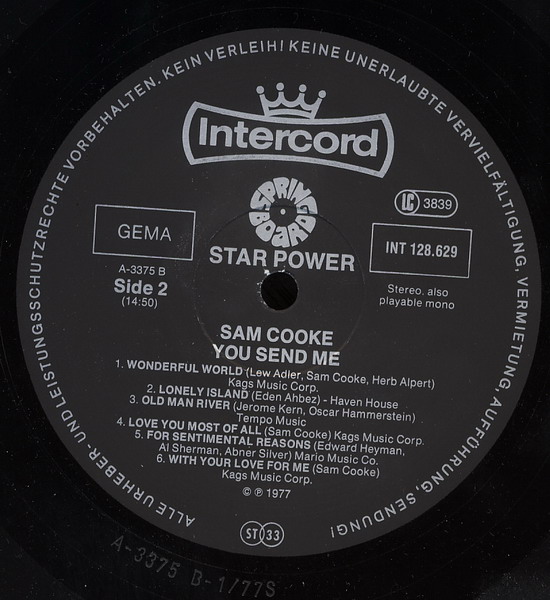 ALLE URHEBER- UND LEISTUNGSSCHUTZRECHTE VORBEHALTEN. KEIN VERLEIH! KEINE UNERLAUBTE VERVIELFÄLTIGUNG, VERMIETUNG, AUFFÜHRUNG, SENDUNG!
Intercord
SPRING BOARD
LC 3839
GEMA
INT 128.629
STAR POWER
A-3375 B
Side 2
(14:50)
Stereo. also
playable mono
SAM COOKE
YOU SEND ME
1. WONDERFUL WORLD (Lew Adler, Sam Cooke, Herb Alpert)
Kags Music Corp.
2. LONELY ISLAND (Eden Ahbez) - Haven House
3. OLD MAN RIVER (Jerome Kern, Oscar Hammerstein)
Tempo Music
4. LOVE YOU MOST OF ALL (Sam Cooke) Kags Music Corp.
5. FOR SENTIMENTAL REASONS (Edward Heyman,
Al Sherman, Abner Silver) Mario Music Co.
6. WITH YOUR LOVE FOR ME (Sam Cooke)
Kags Music Corp.
© ℗ 1977
ST 33
A-3375 B-1/77S